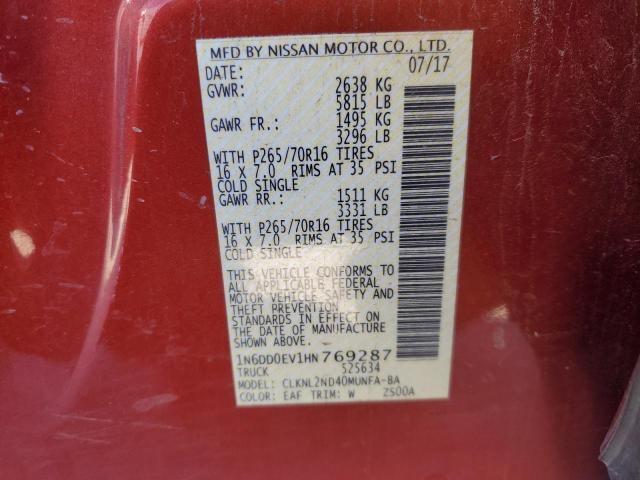 MFD BY NISSAN MOTOR CO., LTD.
DATE: 07/17
GVWR: 2638 KG
5815 LB
GAWR FR.: 1495 KG
3296 LB
WITH P265/70R16 TIRES
16 X 7.0 RIMS AT 35 PSI
COLD SINGLE
GAWR RR.: 1511 KG
3331 LB
WITH P265/70R16 TIRES
16 X 7.0 RIMS AT 35 PSI
COLD SINGLE
THIS VEHICLE CONFORMS TO
ALL APPLICABLE FEDERAL
MOTOR VEHICLE SAFETY AND
THEFT PREVENTION
STANDARDS IN EFFECT ON
THE DATE OF MANUFACTURE
SHOWN ABOVE.
1N6DD0EV1HN769287
TRUCK 525634
MODEL: CLKNL2ND40MUNFA-BA
COLOR: EAF TRIM: W ZS00A